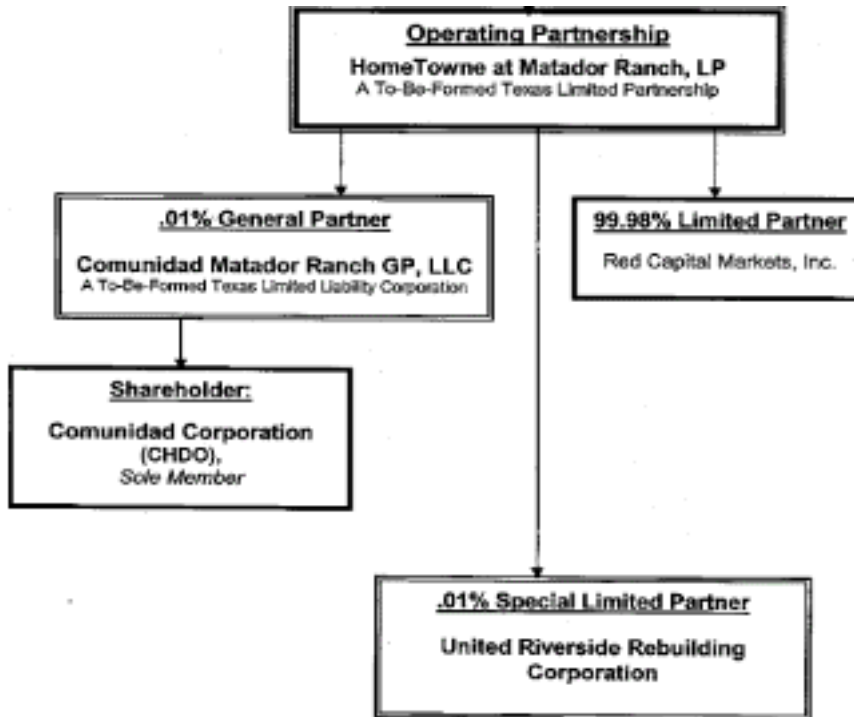 Operating Partnership
HomeTowne at Matador Ranch, LP
A To-Be-Formed Texas Limited Partnership
.01% General Partner
Comunidad Matador Ranch GP, LLC
A To-Be-Formed Texas Limited Liability Corporation
99.98% Limited Partner
Red Capital Markets, Inc.
Shareholder:
Comunidad Corporation
(CHDO),
Sole Member
.01% Special Limited Partner
United Riverside Rebuilding
Corporation